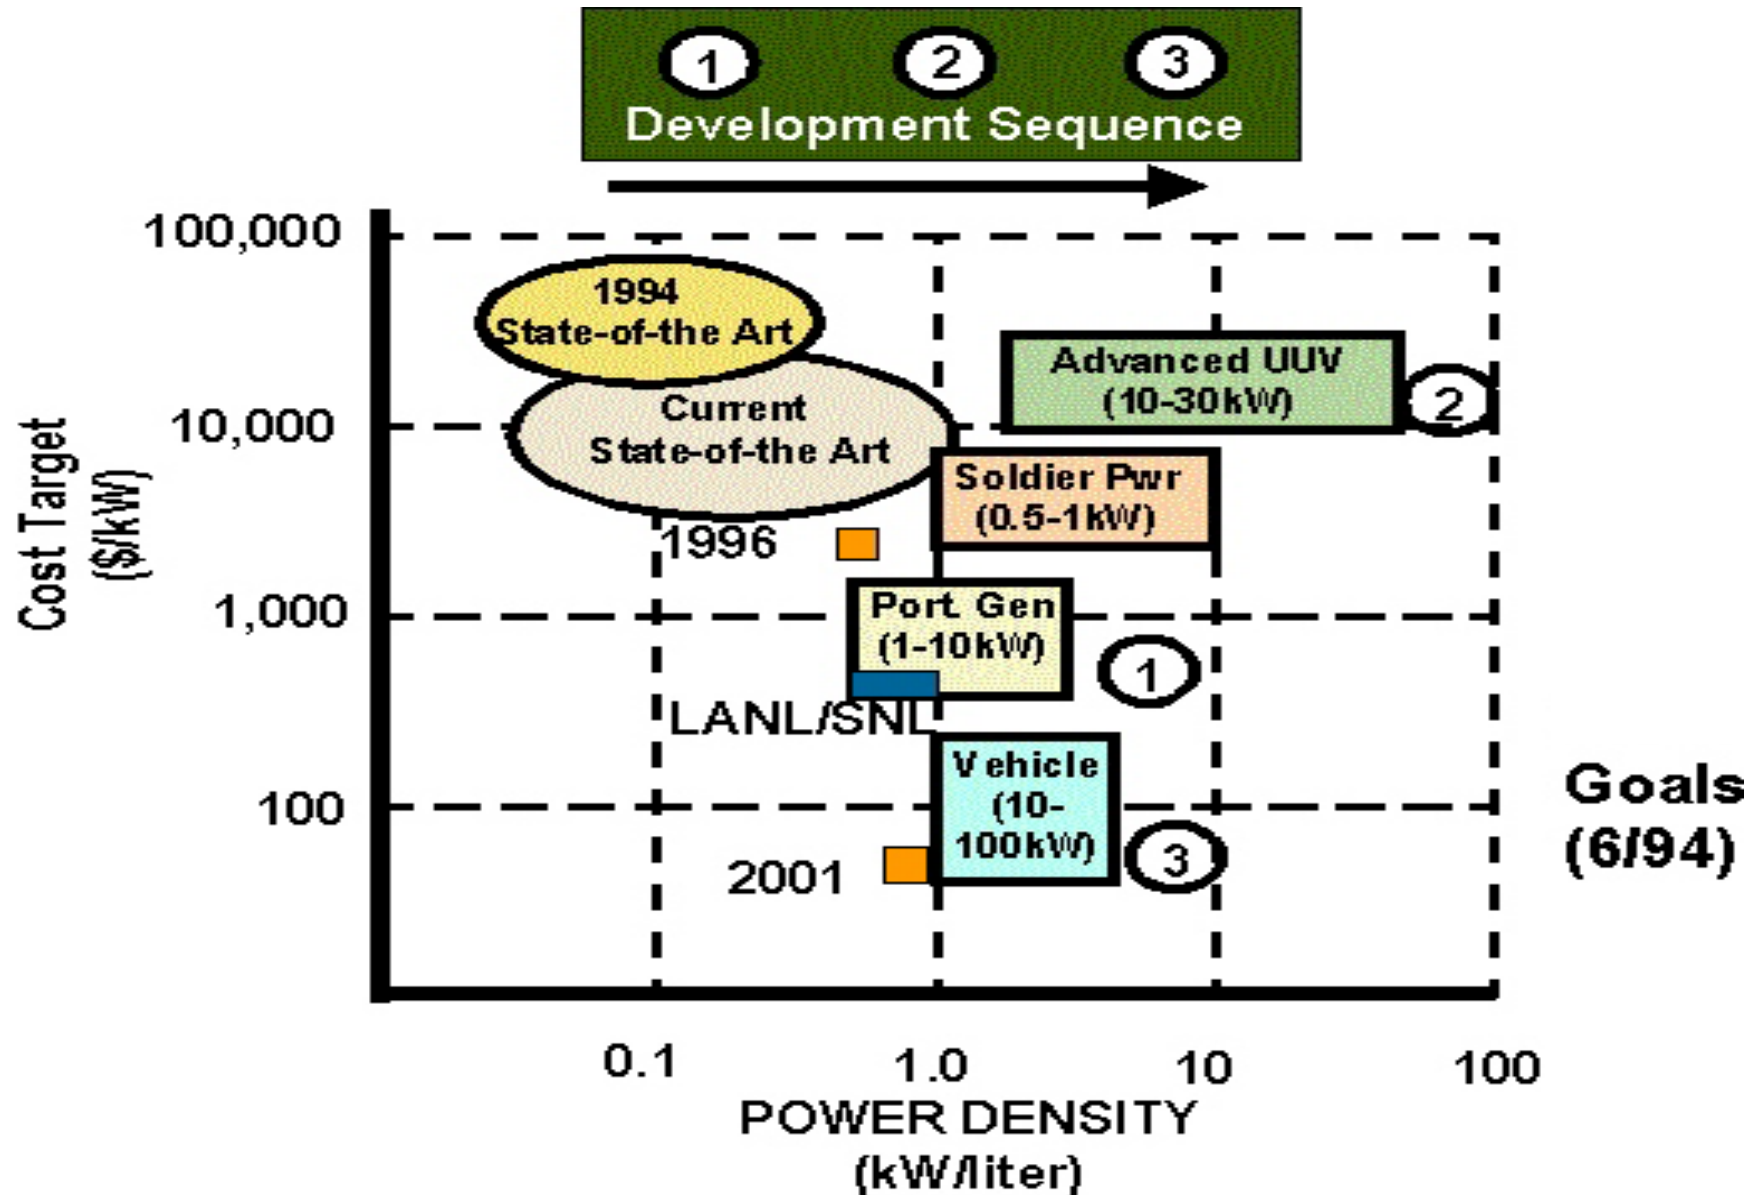 1 2 3
Development Sequence
100,000
1994
State-of-the Art
Advanced UUV
(10-30kW)
2
Current
State-of-the Art
10,000
Soldier Pwr
(0.5-1kW)
Cost Target
($/kW)
1996
1,000
Port. Gen
(1-10kW)
1
LANL/SNL
Vehicle
(10-
100kW)
100
Goals
(6/94)
3
2001
0.1 1.0 10 100
POWER DENSITY
(kW/liter)